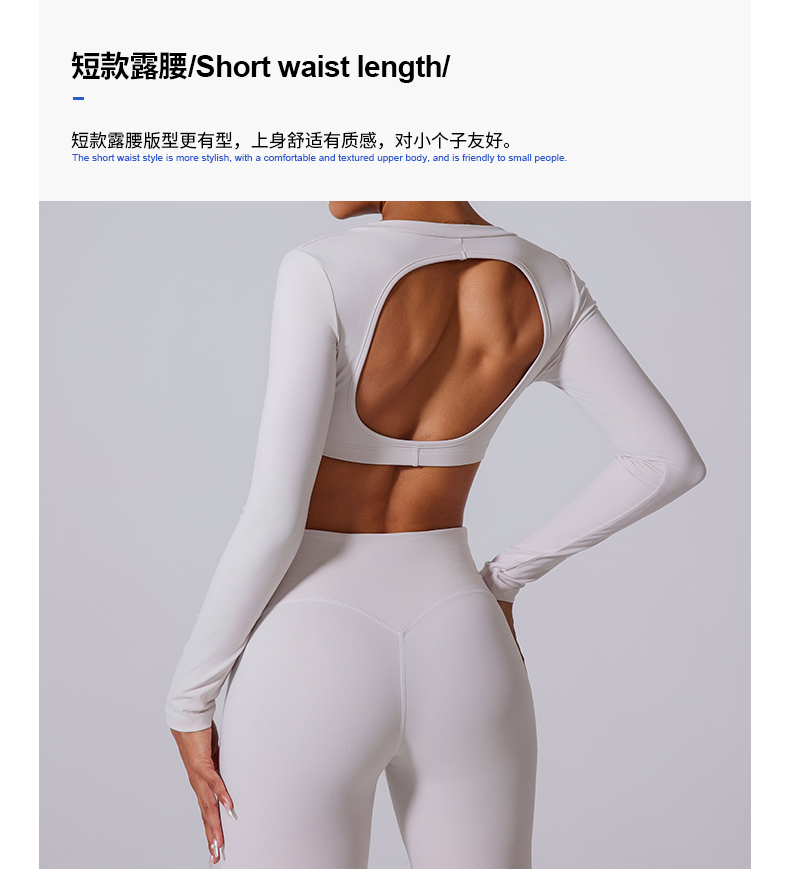 短款露腰/Short waist length/
短款露腰版型更有型，上身舒适有质感，对小个子友好。
The short waist style is more stylish, with a comfortable and textured upper body, and is friendly to small people.